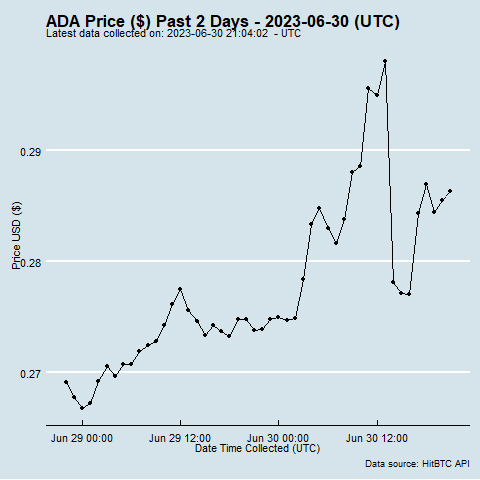 ADA Price ($) Past 2 Days - 2023-06-30 (UTC)
Latest data collected on: 2023-06-30 21:04:02 - UTC
Price USD ($)
0.29
0.28
0.27
Jun 29 00:00 Jun 29 12:00 Jun 30 00:00 Jun 30 12:00
Date Time Collected (UTC)
Data source: HitBTC API